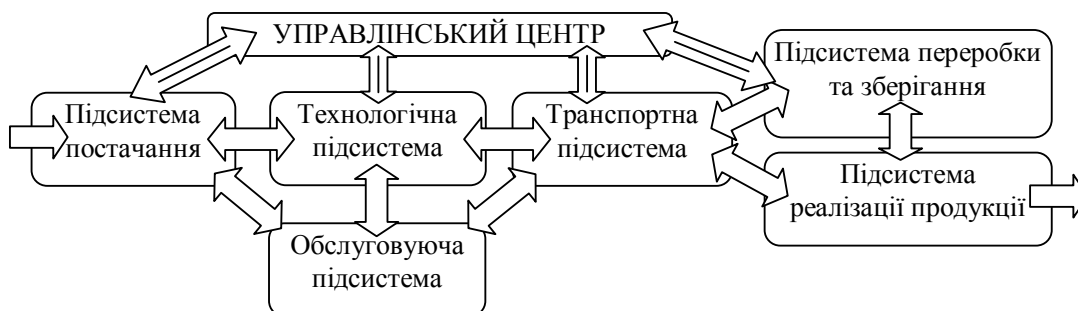 УПРАВЛІНСЬКИЙ ЦЕНТР
Підсистема переробки
та зберігання
Підсистема
постачання
Технологічна
підсистема
Транспортна
підсистема
Підсистема
реалізації продукції
Обслуговуюча
підсистема